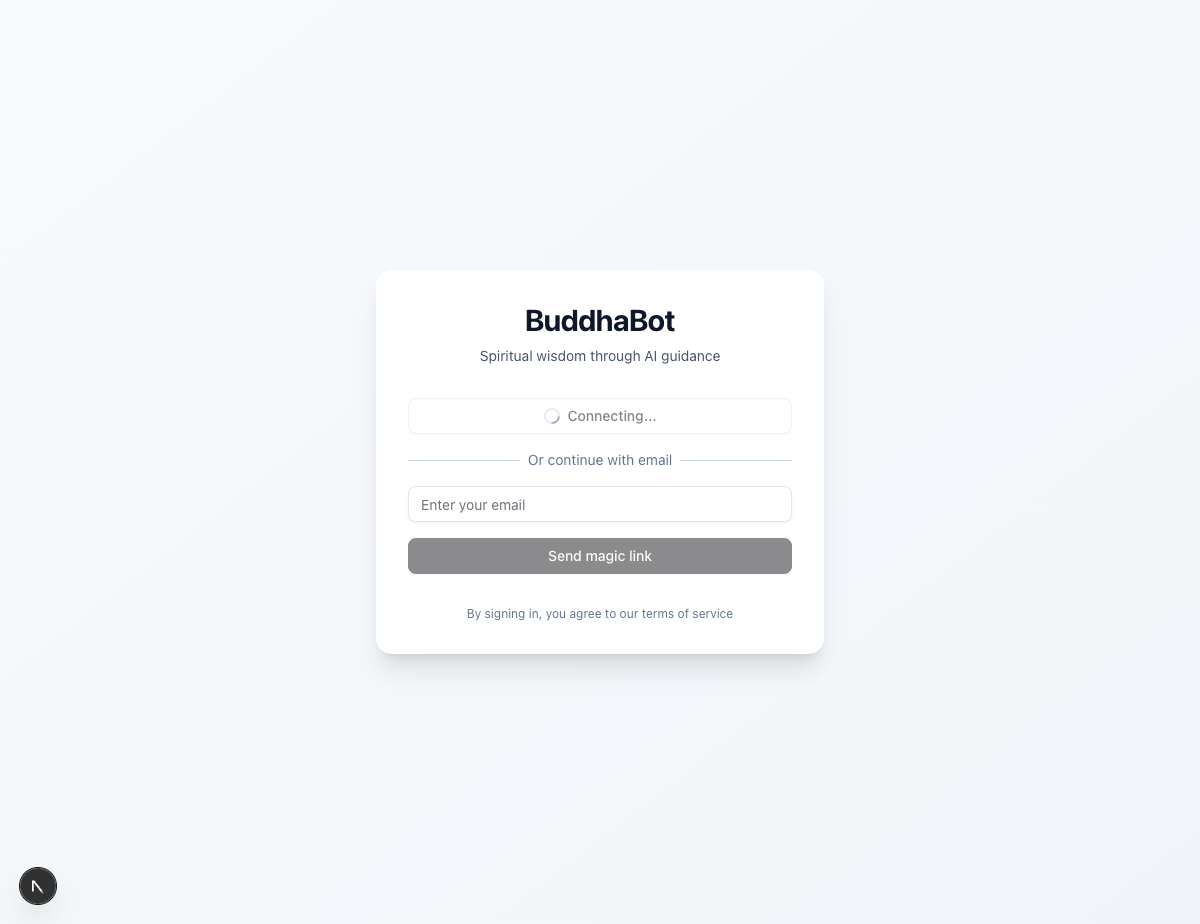 BuddhaBot
Spiritual wisdom through AI guidance
Connecting...
Or continue with email
Enter your email
Send magic link
By signing in, you agree to our terms of service